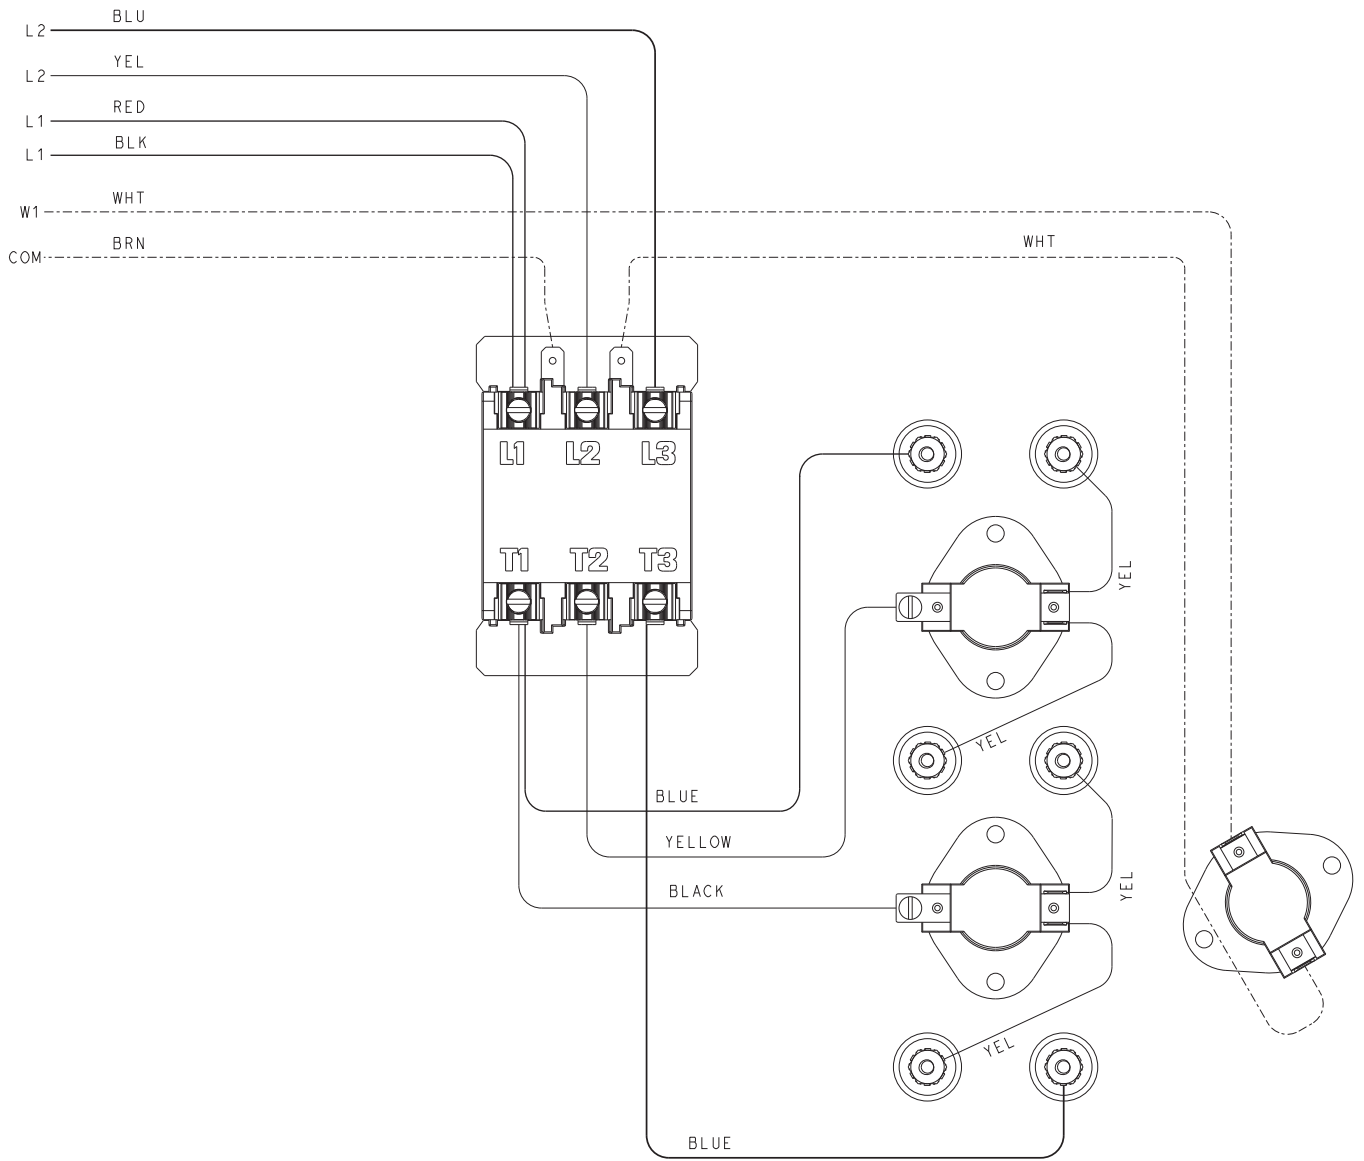 BLU
L2
YEL
L2
RED
L1
BLK
L1
WHT
W1
BRN
COM
WHT
L1 L2 L3
T1 T2 T3
YEL
YEL
BLUE
YELLOW
BLACK
YEL
YEL
BLUE